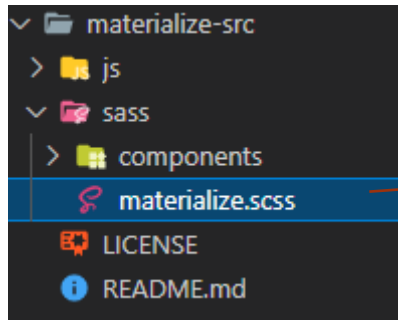 materialize-src
js
sass
components
materialize.scss
LICENSE
README.md